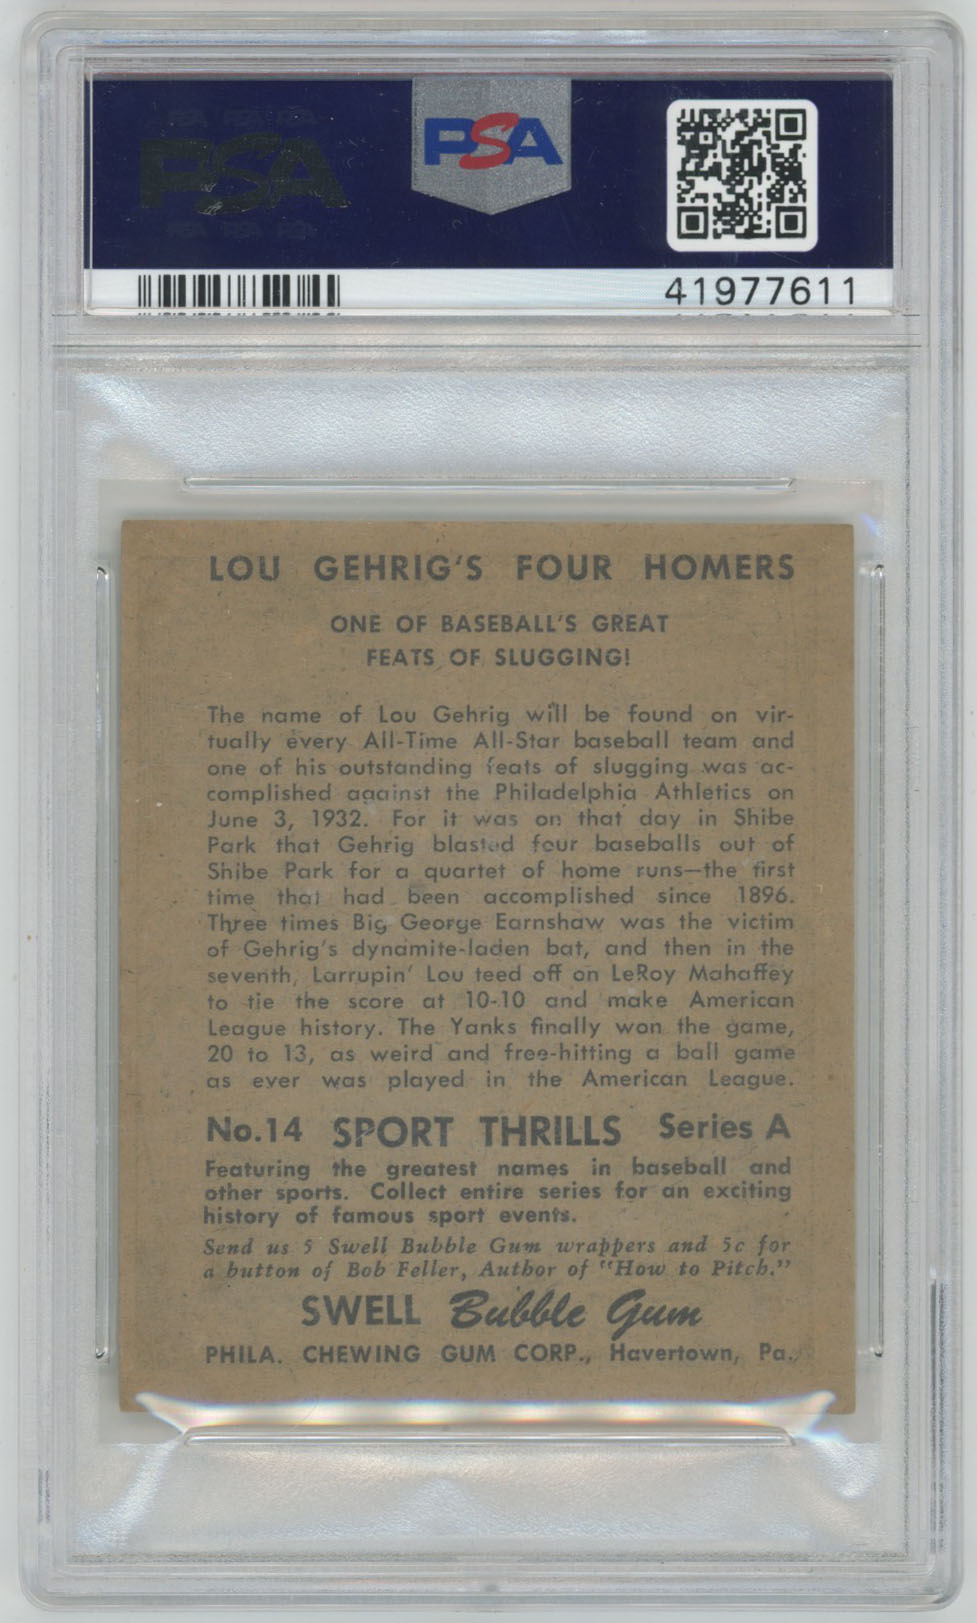 PSA
PSA
41977611
LOU GEHRIG'S FOUR HOMERS
ONE OF BASEBALL'S GREAT
FEATS OF SLUGGING!
The name of Lou Gehrig will be found on vir-
tually every All-Time All-Star baseball team and
one of his outstanding feats of slugging was ac-
complished against the Philadelphia Athletics on
June 3, 1932. For it was on that day in Shibe
Park that Gehrig blasted four baseballs out of
Shibe Park for a quartet of home runs—the first
time that had been accomplished since 1896.
Three times Big George Earnshaw was the victim
of Gehrig's dynamite-laden bat, and then in the
seventh, Larrupin' Lou teed off on LeRoy Mahaffey
to tie the score at 10-10 and make American
League history. The Yanks finally won the game,
20 to 13, as weird and free-hitting a ball game
as ever was played in the American League.
No.14 SPORT THRILLS Series A
Featuring the greatest names in baseball and
other sports. Collect entire series for an exciting
history of famous sport events.
Send us 5 Swell Bubble Gum wrappers and 5c for
a button of Bob Feller, Author of "How to Pitch."
SWELL Bubble Gum
PHILA. CHEWING GUM CORP., Havertown, Pa.